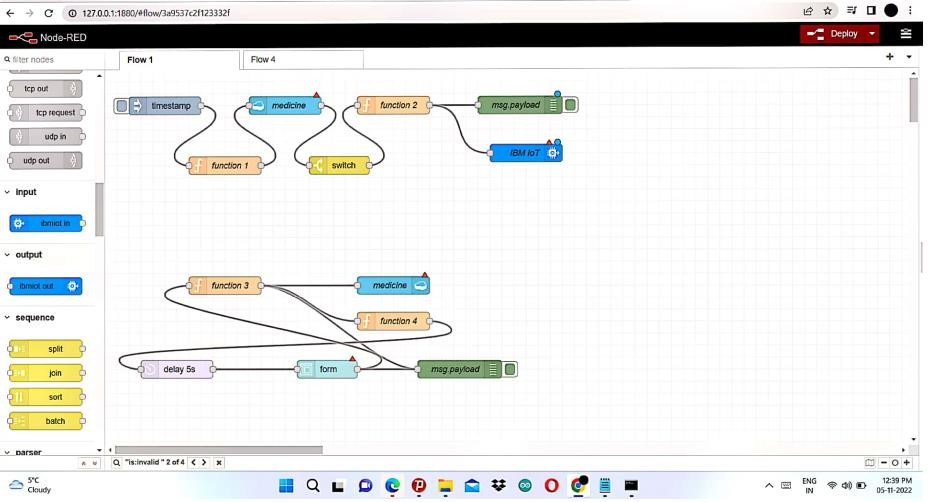 127.0.0.1:1880/#flow/3a9537c2f123332f
Node-RED
Deploy
filter nodes
Flow 1
Flow 4
tcp out
tcp request
udp in
udp out
input
ibmiot in
output
ibmiot out
sequence
split
join
sort
batch
parser
timestamp
medicine
function 2
msg.payload
function 1
switch
IBM IoT
function 3
medicine
function 4
delay 5s
form
msg.payload
"is:invalid " 2 of 4
5°C
Cloudy
ENG
IN
12:39 PM
05-11-2022